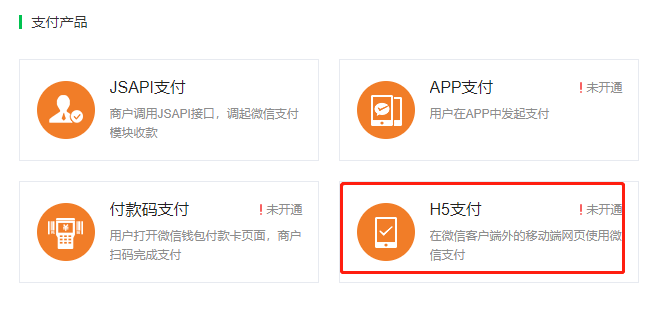 支付产品
JSAPI支付
商户调用JSAPI接口，调起微信支付
模块收款
APP支付
!未开通
用户在APP中发起支付
付款码支付
!未开通
用户打开微信钱包付款卡页面，商户
扫码完成支付
H5支付
!未开通
在微信客户端外的移动端网页使用微
信支付